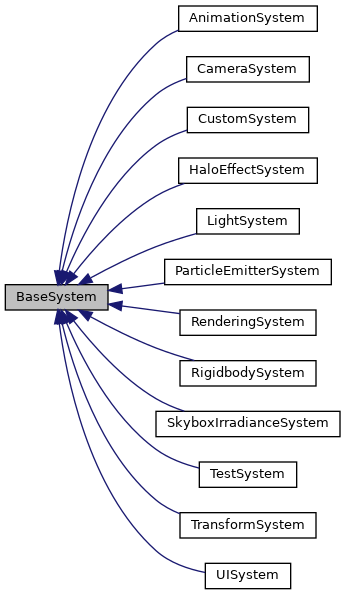 AnimationSystem
CameraSystem
CustomSystem
HaloEffectSystem
LightSystem
ParticleEmitterSystem
BaseSystem
RenderingSystem
RigidbodySystem
SkyboxIrradianceSystem
TestSystem
TransformSystem
UISystem